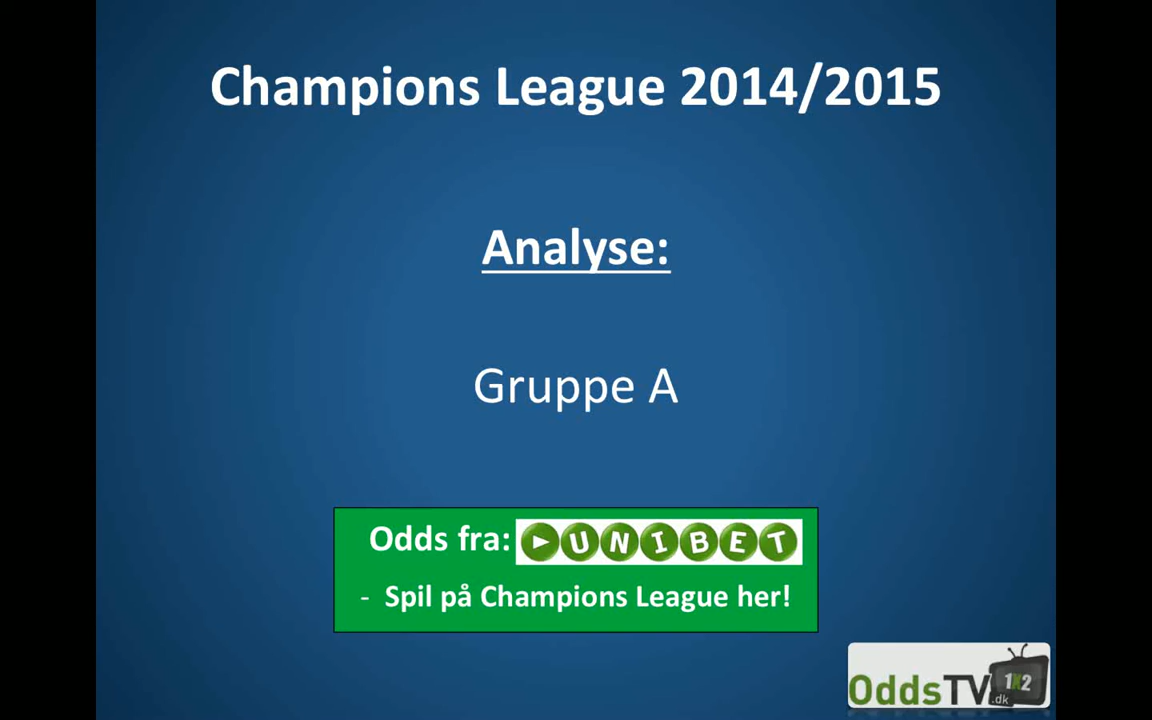 Champions League 2014/2015
Analyse:
Gruppe A
Odds fra: UNIBET
- Spil på Champions League her!
OddsTV.dk 1X2